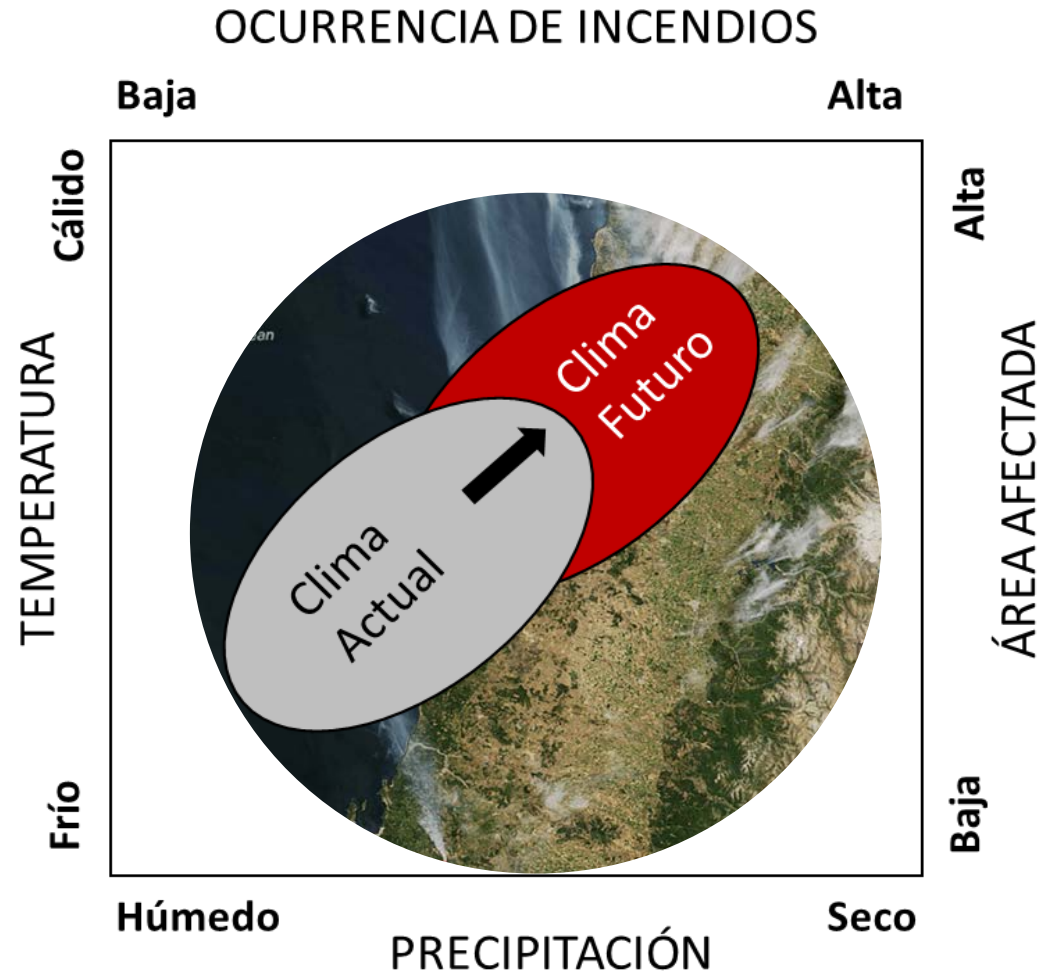 OCURRENCIA DE INCENDIOS
Baja
Alta
Cálido
Alta
TEMPERATURA
ÁREA AFECTADA
Clima
Futuro
Clima
Actual
Frío
Baja
Húmedo
Seco
PRECIPITACIÓN